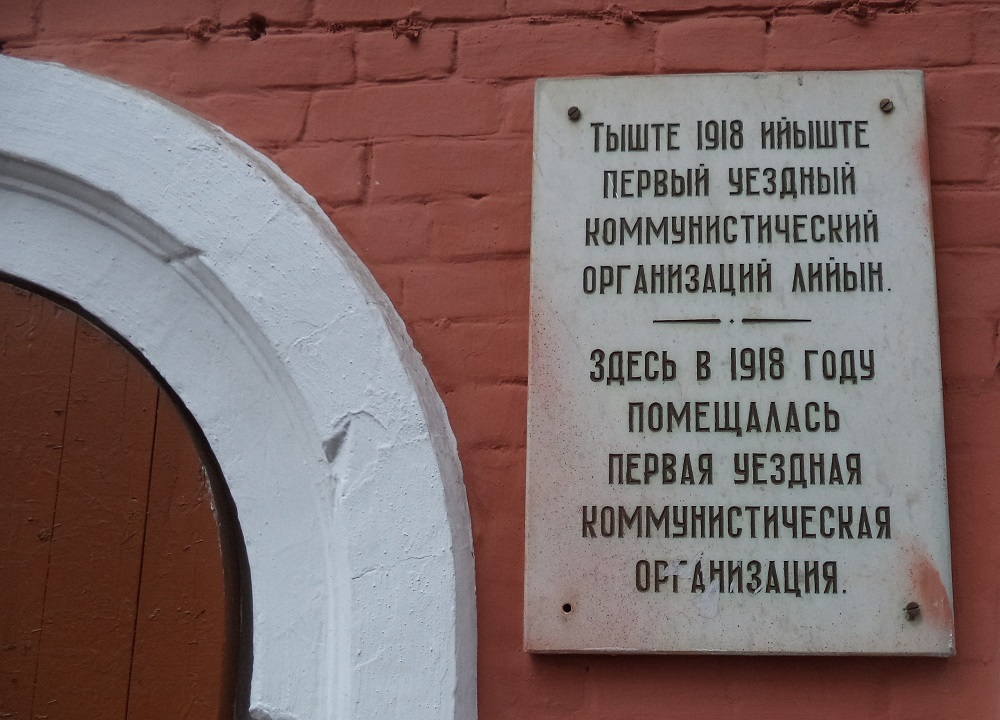 ТЫШТЕ 1918 ИЙЫШТЕ
ПЕРВЫЙ УЕЗДНЫЙ
КОММУНИСТИЧЕСКИЙ
ОРГАНИЗАЦИЙ ЛИЙЫН.
ЗДЕСЬ В 1918 ГОДУ
ПОМЕЩАЛАСЬ
ПЕРВАЯ УЕЗДНАЯ
КОММУНИСТИЧЕСКАЯ
ОРГАНИЗАЦИЯ.